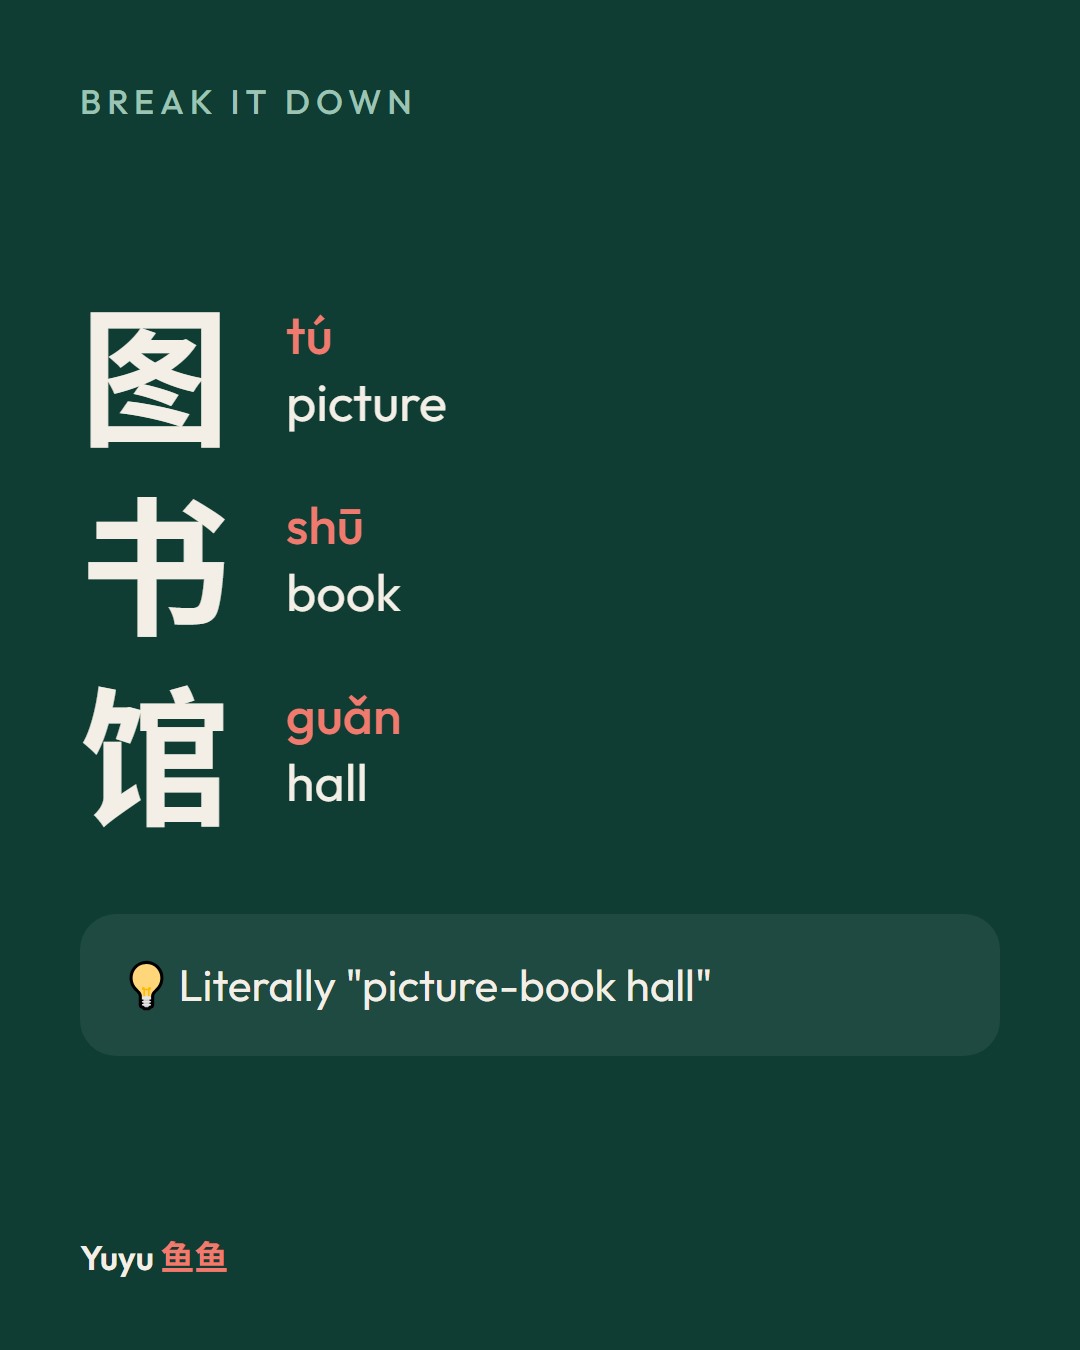 BREAK IT DOWN
图
tú
picture
书
shū
book
馆
guǎn
hall
💡 Literally "picture-book hall"
Yuyu 鱼鱼